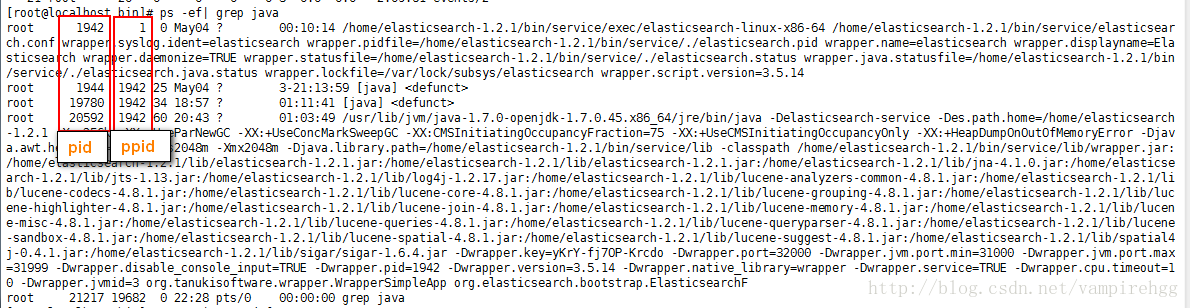 [root@localhost bin]# ps -ef| grep java
root 1942 1 0 May04 ? 00:10:14 /home/elasticsearch-1.2.1/bin/service/exec/elasticsearch-linux-x86-64 /home/elasticsearch-1.2.1/bin/service/elasti
search.conf wrapper.syslog.ident=elasticsearch wrapper.pidfile=/home/elasticsearch-1.2.1/bin/service/./elasticsearch.pid wrapper.name=elasticsearch wrapper.displayname=Ela
sticsearch wrapper.daemonize=TRUE wrapper.statusfile=/home/elasticsearch-1.2.1/bin/service/./elasticsearch.status wrapper.java.statusfile=/home/elasticsearch-1.2.1/bin
/service/./elasticsearch.java.status wrapper.lockfile=/var/lock/subsys/elasticsearch wrapper.script.version=3.5.14
root 1944 1942 25 May04 ? 3-21:13:59 [java] <defunct>
root 19780 1942 34 18:57 ? 01:11:41 [java] <defunct>
root 20592 1942 60 20:43 ? 01:03:49 /usr/lib/jvm/java-1.7.0-openjdk-1.7.0.45.x86_64/jre/bin/java -Delasticsearch-service -Des.path.home=/home/elasticsearch
-1.2.1 -XX:+UseParNewGC -XX:+UseConcMarkSweepGC -XX:CMSInitiatingOccupancyFraction=75 -XX:+UseCMSInitiatingOccupancyOnly -XX:+HeapDumpOnOutOfMemoryError -Djav
a.awt.he 2048m -Xmx2048m -Djava.library.path=/home/elasticsearch-1.2.1/bin/service/lib -classpath /home/elasticsearch-1.2.1/bin/service/lib/wrapper.jar:
pid ppid
/home/elasticsearch-1.2.1/lib/elasticsearch-1.2.1.jar:/home/elasticsearch-1.2.1/lib/elasticsearch-1.2.1.jar:/home/elasticsearch-1.2.1/lib/jna-4.1.0.jar:/home/elasticse
arch-1.2.1/lib/jts-1.13.jar:/home/elasticsearch-1.2.1/lib/log4j-1.2.17.jar:/home/elasticsearch-1.2.1/lib/lucene-analyzers-common-4.8.1.jar:/home/elasticsearch-1.2.1/li
b/lucene-codecs-4.8.1.jar:/home/elasticsearch-1.2.1/lib/lucene-core-4.8.1.jar:/home/elasticsearch-1.2.1/lib/lucene-grouping-4.8.1.jar:/home/elasticsearch-1.2.1/lib/luc
ene-highlighter-4.8.1.jar:/home/elasticsearch-1.2.1/lib/lucene-join-4.8.1.jar:/home/elasticsearch-1.2.1/lib/lucene-memory-4.8.1.jar:/home/elasticsearch-1.2.1/lib/lucen
e-misc-4.8.1.jar:/home/elasticsearch-1.2.1/lib/lucene-queries-4.8.1.jar:/home/elasticsearch-1.2.1/lib/lucene-queryparser-4.8.1.jar:/home/elasticsearch-1.2.1/lib/lucene
-sandbox-4.8.1.jar:/home/elasticsearch-1.2.1/lib/lucene-spatial-4.8.1.jar:/home/elasticsearch-1.2.1/lib/lucene-suggest-4.8.1.jar:/home/elasticsearch-1.2.1/lib/spatial4
j-0.4.1.jar:/home/elasticsearch-1.2.1/lib/sigar/sigar-1.6.4.jar -Dwrapper.key=yKrY-fj7OP-Krcdo -Dwrapper.port=32000 -Dwrapper.jvm.port.min=31000 -Dwrapper.jvm.port.max
=31999 -Dwrapper.disable_console_input=TRUE -Dwrapper.pid=1942 -Dwrapper.version=3.5.14 -Dwrapper.native_library=wrapper -Dwrapper.service=TRUE -Dwrapper.cpu.timeout=1
0 -Dwrapper.jvmid=3 org.tanukisoftware.wrapper.WrapperSimpleApp org.elasticsearch.bootstrap.ElasticsearchF
root 21217 19682 0 22:28 pts/0 00:00:00 grep java
http://blog.csdn.net/vampirehgg